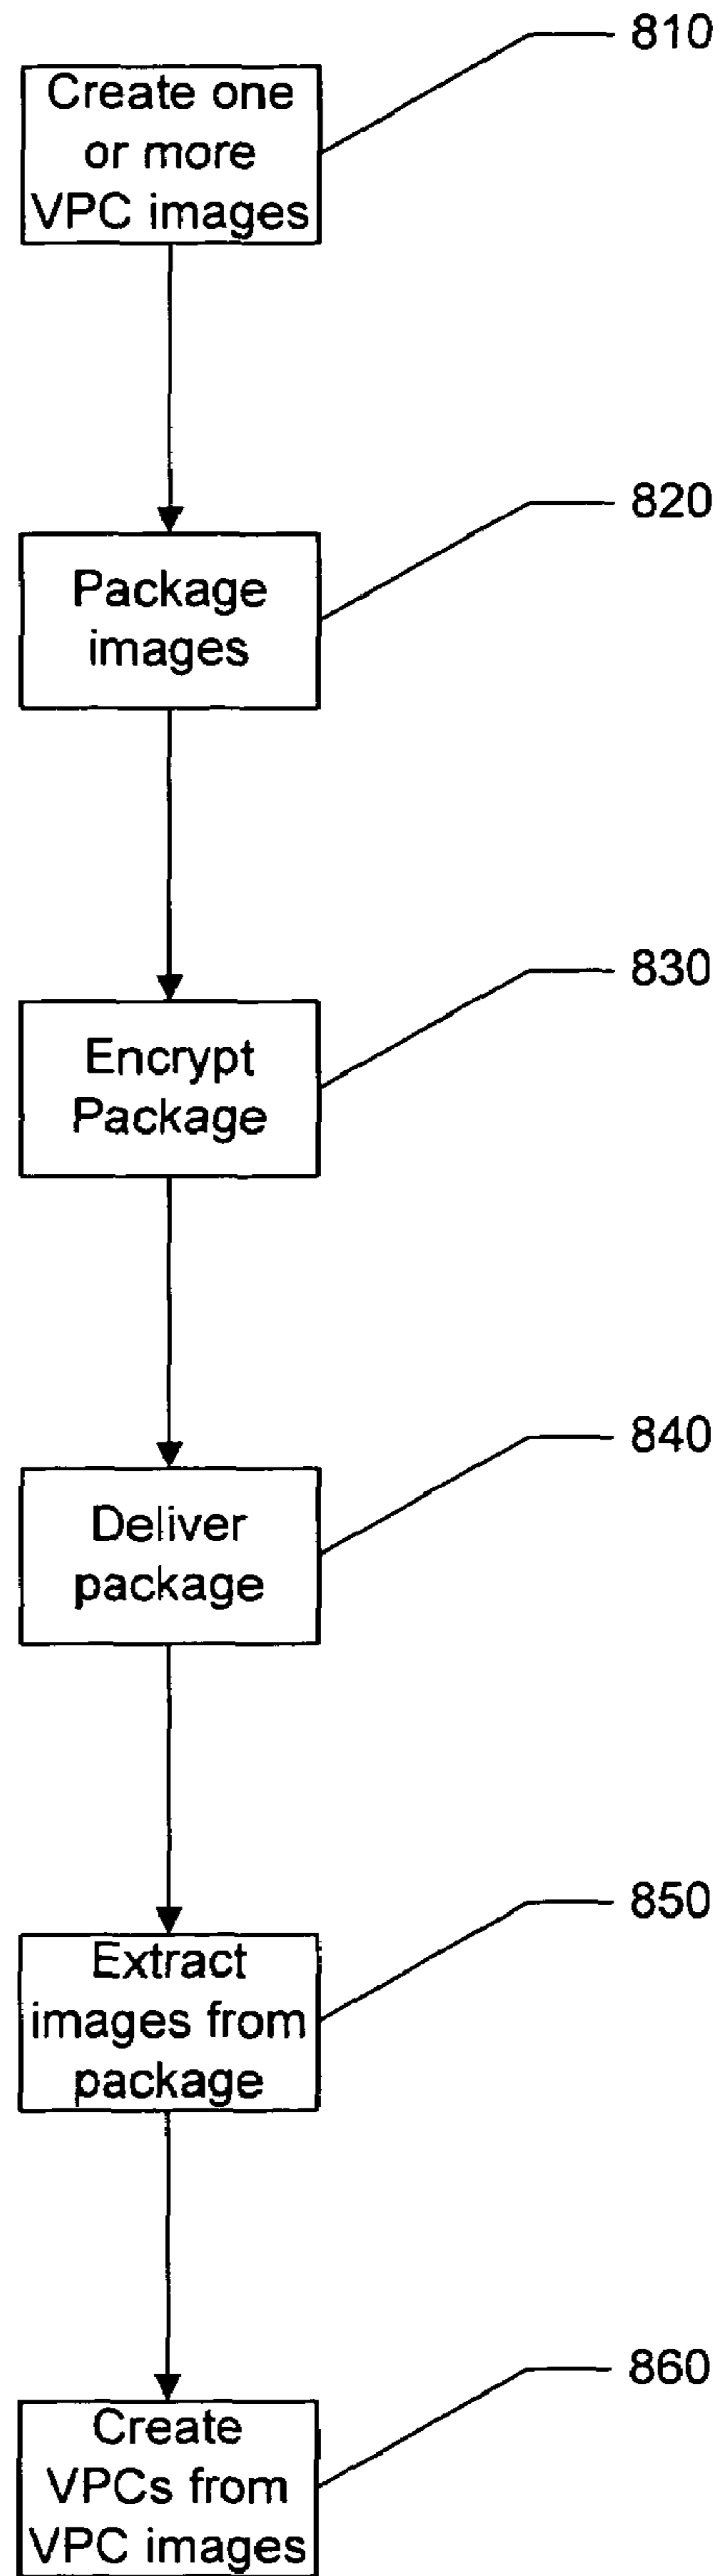 810
Create one
or more
VPC images
820
Package
images
830
Encrypt
Package
840
Deliver
package
850
Extract
images from
package
860
Create
VPCs from
VPC images